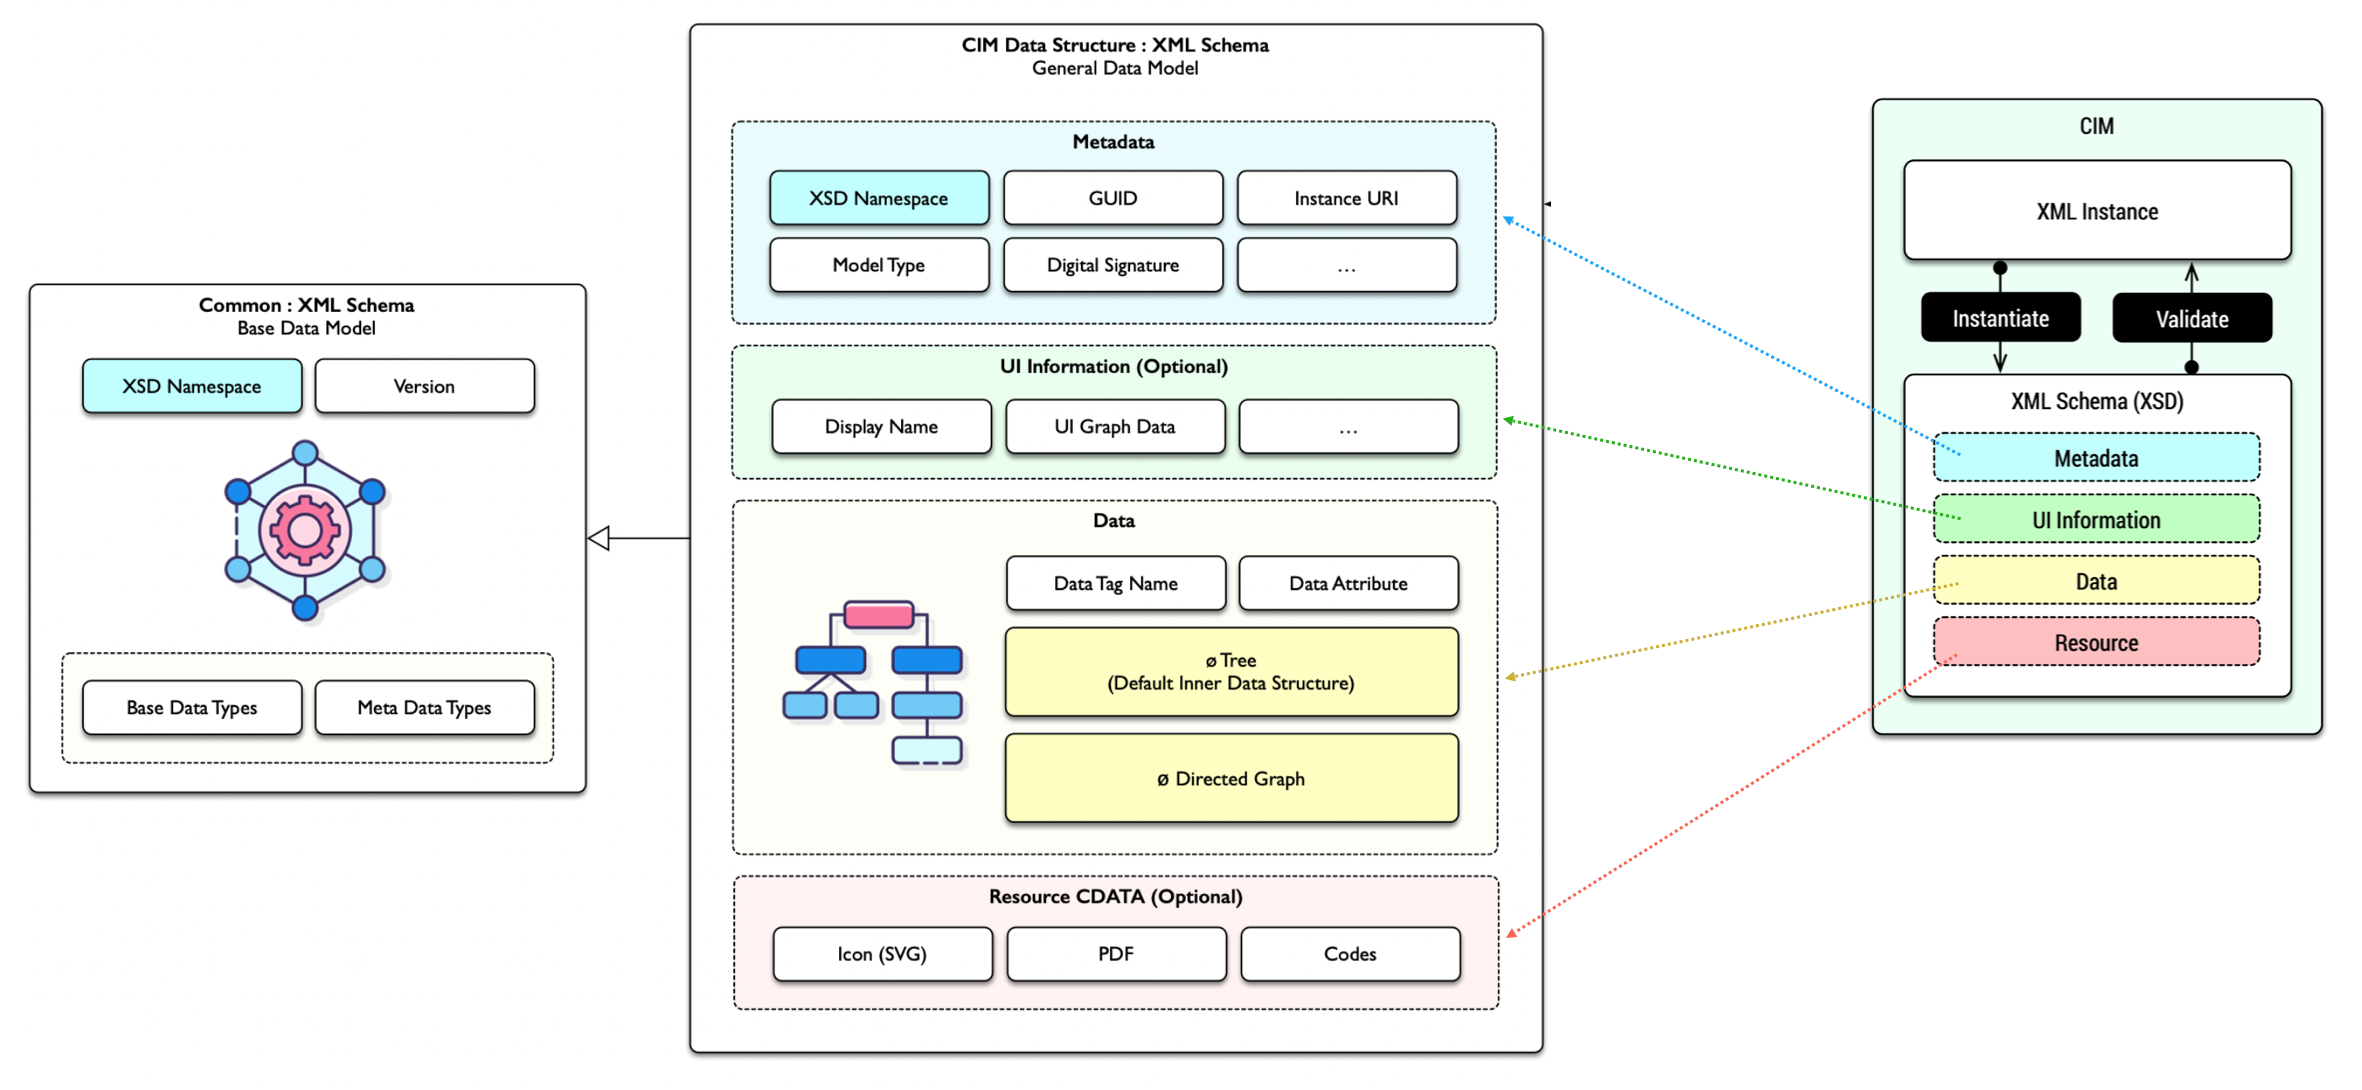 Common : XML Schema
Base Data Model
XSD Namespace
Version
Base Data Types
Meta Data Types
CIM Data Structure : XML Schema
General Data Model
Metadata
XSD Namespace
GUID
Instance URI
Model Type
Digital Signature
...
UI Information (Optional)
Display Name
UI Graph Data
...
Data
Data Tag Name
Data Attribute
ø Tree
(Default Inner Data Structure)
ø Directed Graph
Resource CDATA (Optional)
Icon (SVG)
PDF
Codes
CIM
XML Instance
Instantiate
Validate
XML Schema (XSD)
Metadata
UI Information
Data
Resource